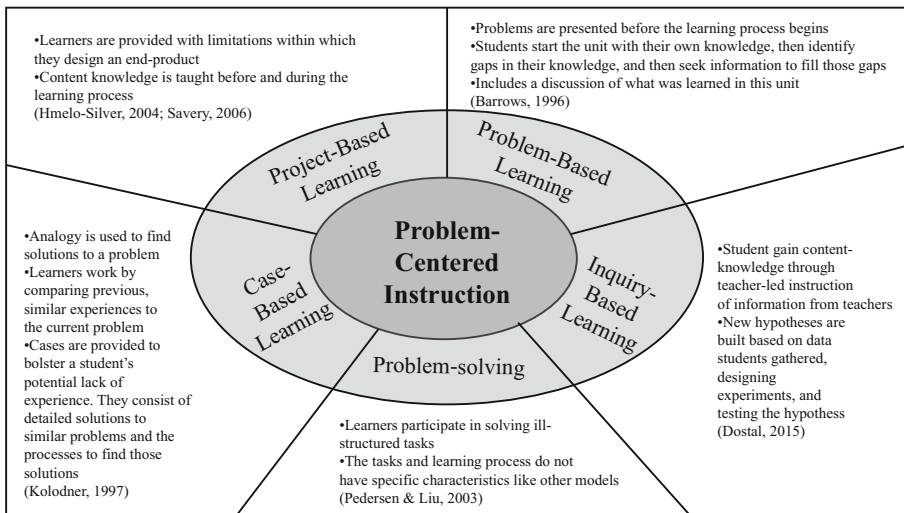 •Learners are provided with limitations within which
they design an end-product
•Content knowledge is taught before and during the
learning process
(Hmelo-Silver, 2004; Savery, 2006)
•Problems are presented before the learning process begins
•Students start the unit with their own knowledge, then identify
gaps in their knowledge, and then seek information to fill those gaps
•Includes a discussion of what was learned in this unit
(Barrows, 1996)
Project-Based
Learning
Problem-Based
Learning
Problem-
Centered
Instruction
•Analogy is used to find
solutions to a problem
•Learners work by
comparing previous,
similar experiences to
the current problem
•Cases are provided to
bolster a student's
potential lack of
experience. They consist of
detailed solutions to
similar problems and the
processes to find those
solutions
(Kolodner, 1997)
Case-
Based
Learning
Inquiry-
Based
Learning
•Student gain content-
knowledge through
teacher-led instruction
of information from teachers
•New hypotheses are
built based on data
students gathered,
designing
experiments, and
testing the hypothess
(Dostal, 2015)
Problem-solving
•Learners participate in solving ill-
structured tasks
•The tasks and learning process do not
have specific characteristics like other models
(Pedersen & Liu, 2003)